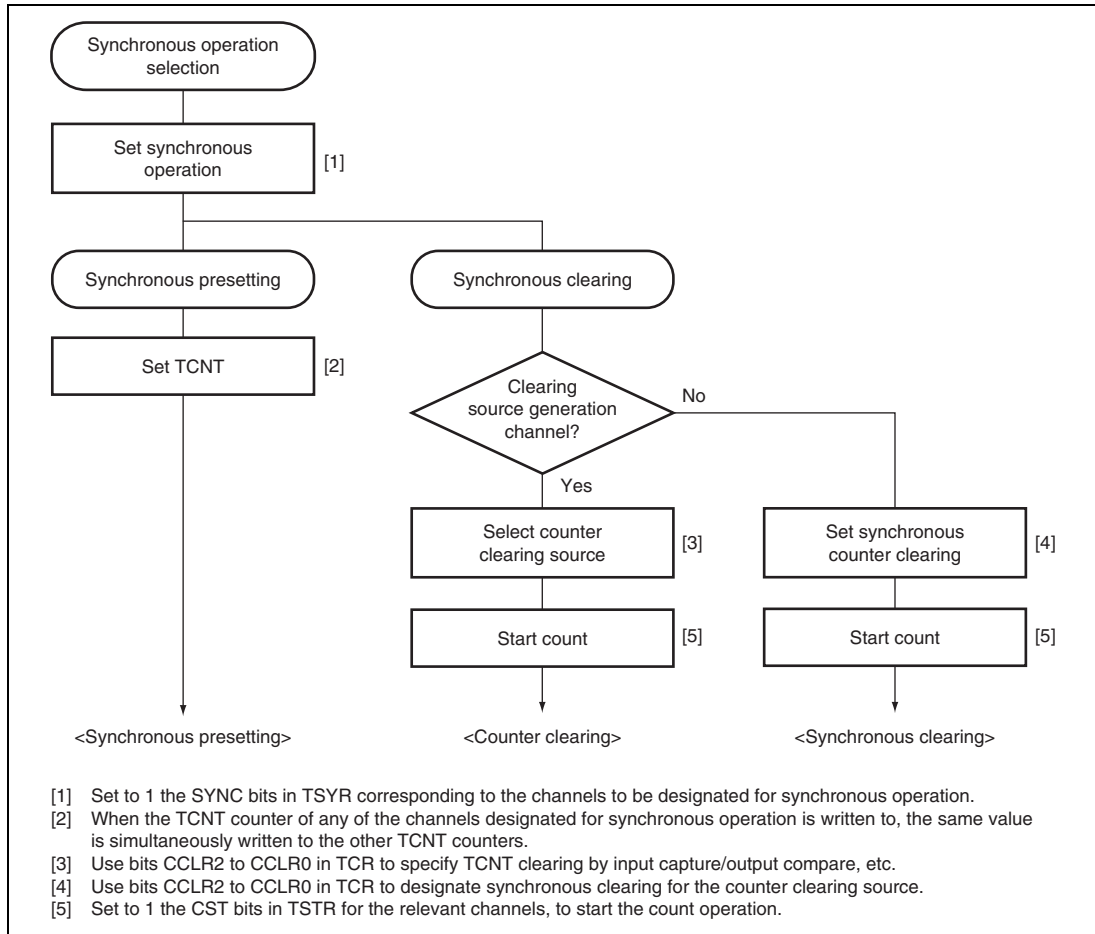 Synchronous operation
selection
Set synchronous
operation
[1]
Synchronous presetting
Synchronous clearing
Set TCNT
[2]
Clearing
source generation
channel?
No
Yes
Select counter
clearing source
[3]
Set synchronous
counter clearing
[4]
Start count
[5]
Start count
[5]
<Synchronous presetting>
<Counter clearing>
<Synchronous clearing>
[1] Set to 1 the SYNC bits in TSYR corresponding to the channels to be designated for synchronous operation.
[2] When the TCNT counter of any of the channels designated for synchronous operation is written to, the same value
is simultaneously written to the other TCNT counters.
[3] Use bits CCLR2 to CCLR0 in TCR to specify TCNT clearing by input capture/output compare, etc.
[4] Use bits CCLR2 to CCLR0 in TCR to designate synchronous clearing for the counter clearing source.
[5] Set to 1 the CST bits in TSTR for the relevant channels, to start the count operation.